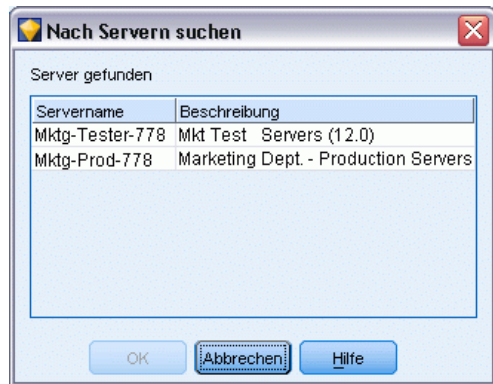 Nach Servern suchen
Server gefunden
Servername Beschreibung
Mktg-Tester-778 Mkt Test Servers (12.0)
Mktg-Prod-778 Marketing Dept. - Production Servers
OK Abbrechen Hilfe